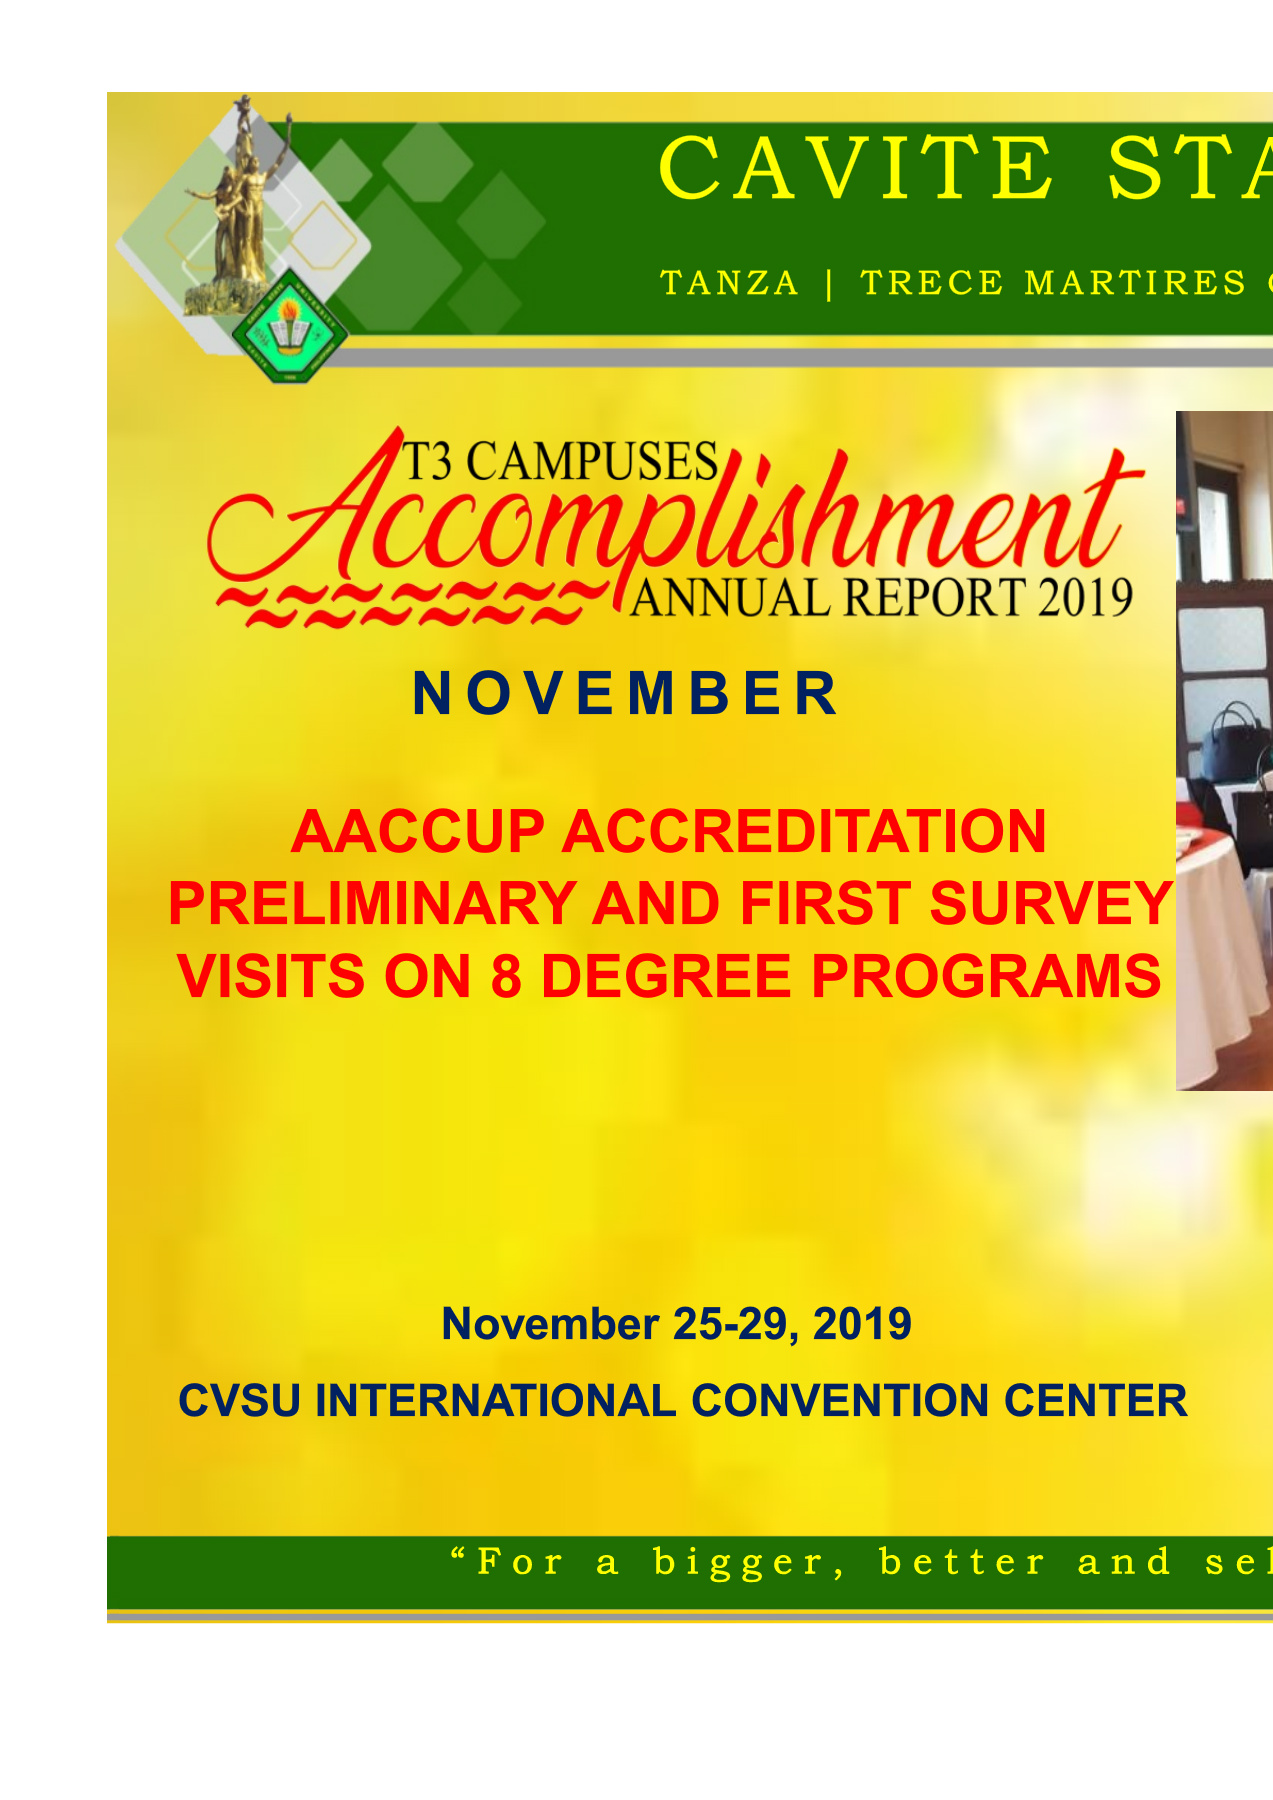 CAVITE STA
TANZA | TRECE MARTIRES
T3 CAMPUSES
Accomplishment
ANNUAL REPORT 2019
NOVEMBER
AACCUP ACCREDITATION
PRELIMINARY AND FIRST SURVEY
VISITS ON 8 DEGREE PROGRAMS
November 25-29, 2019
CVSU INTERNATIONAL CONVENTION CENTER
“For a bigger, better and sel